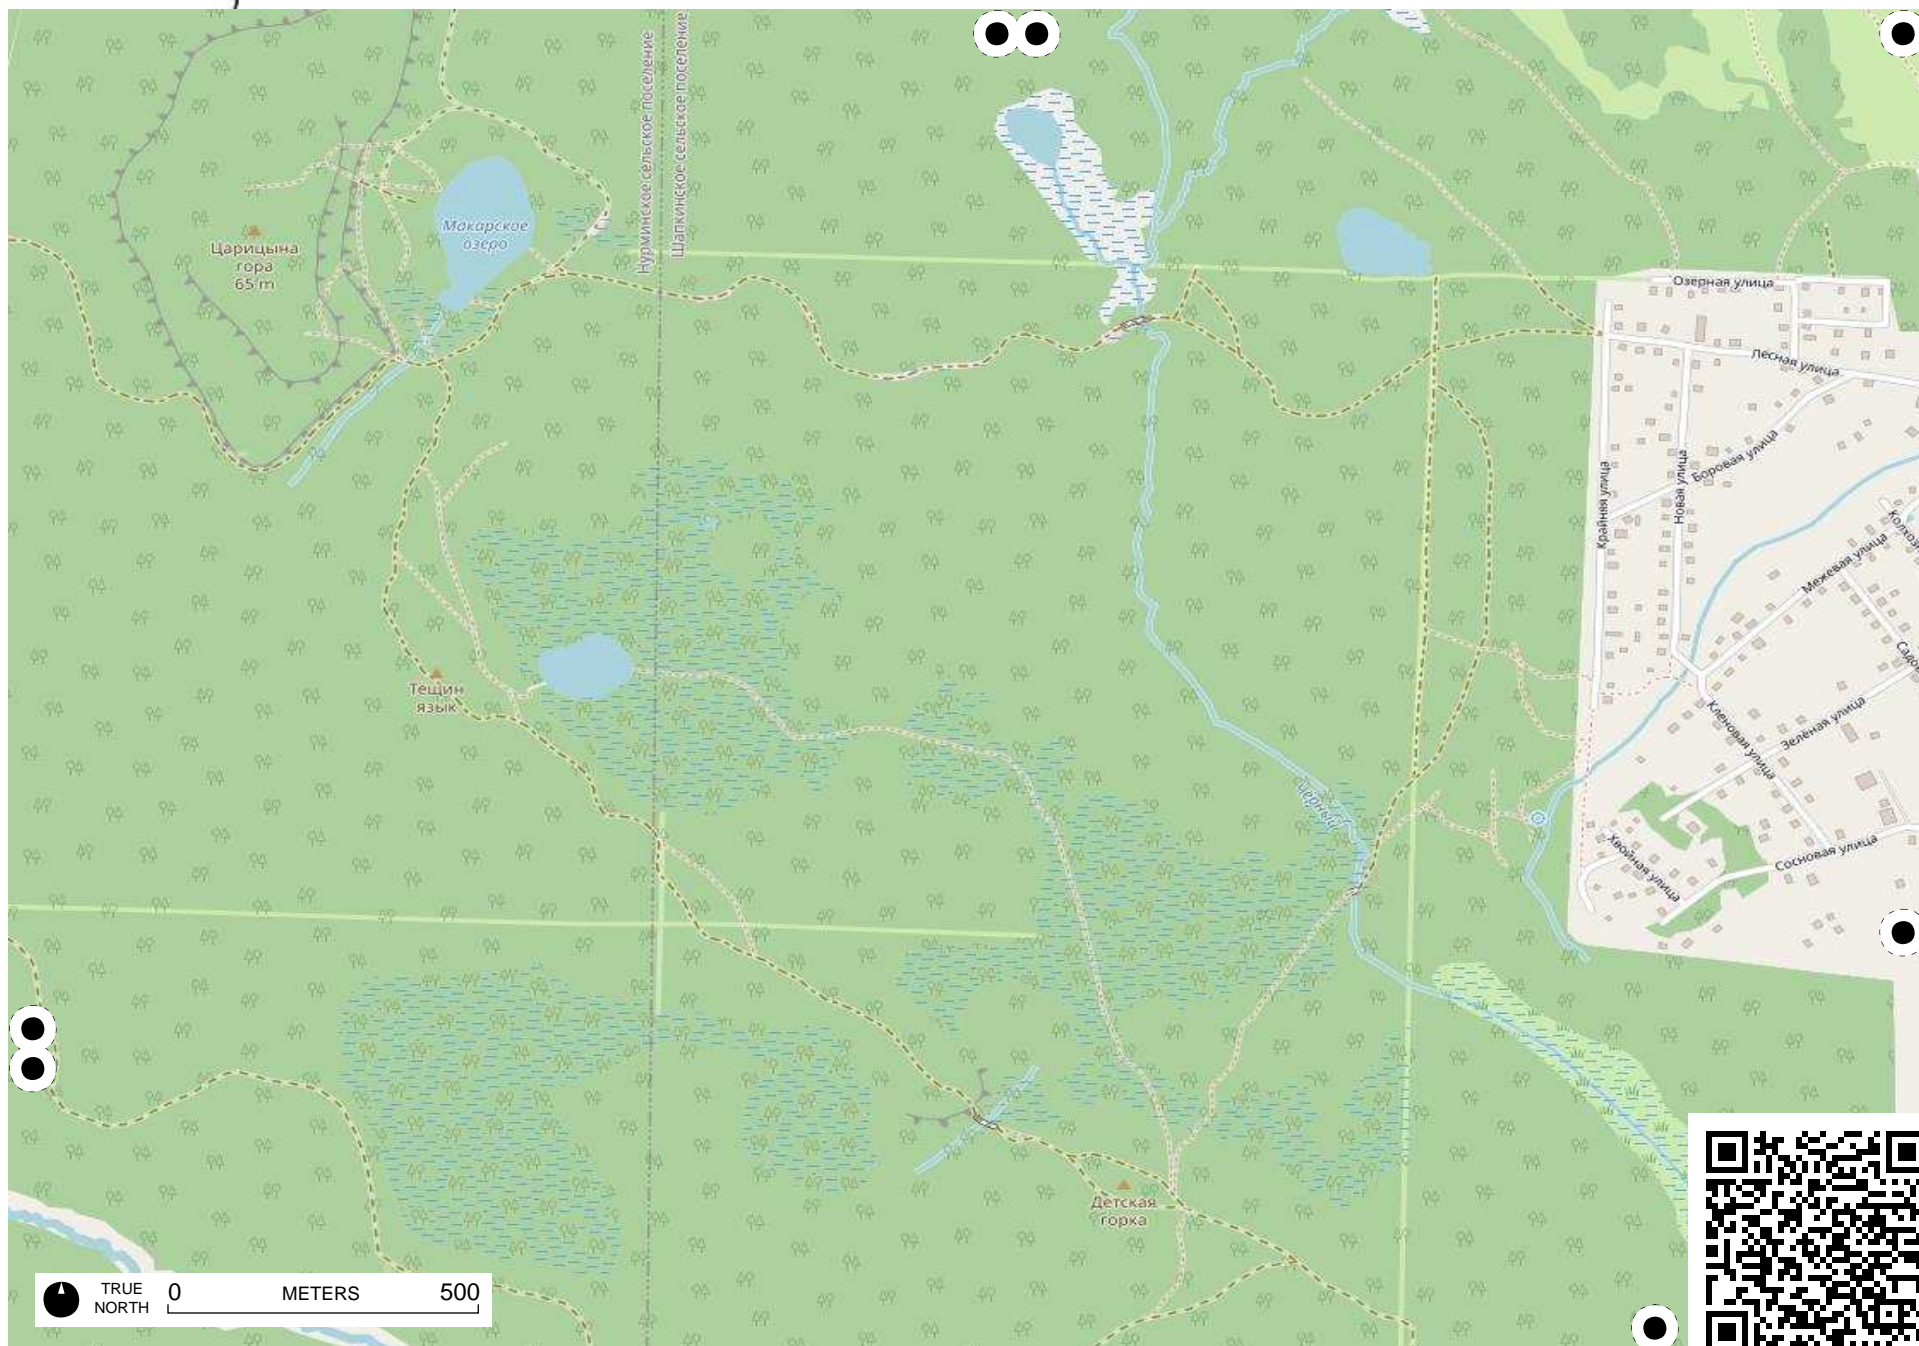 Нурминское сельское поселение
Шапкинское сельское поселение
Макарское
озеро
Царицына
гора
65 m
Озерная улица
Лесная улица
Боровая улица
Крайняя улица
Новая улица
Межевая улица
Тещин
язык
Кленовая улица
Зелёная улица
Чёрный
Хвойная улица
Сосновая улица
Детская
горка
TRUE
NORTH
0 METERS 500